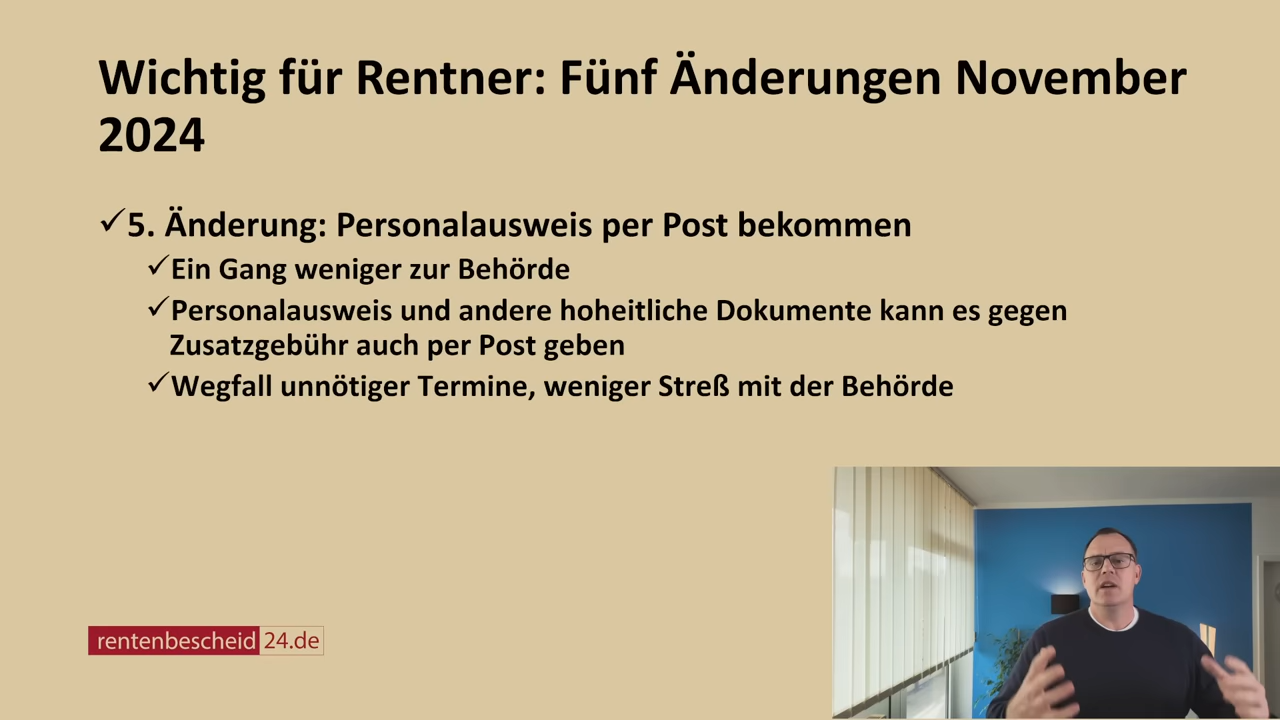 Wichtig für Rentner: Fünf Änderungen November
2024
✓5. Änderung: Personalausweis per Post bekommen
✓Ein Gang weniger zur Behörde
✓Personalausweis und andere hoheitliche Dokumente kann es gegen
Zusatzgebühr auch per Post geben
✓Wegfall unnötiger Termine, weniger Streß mit der Behörde
rentenbescheid 24.de